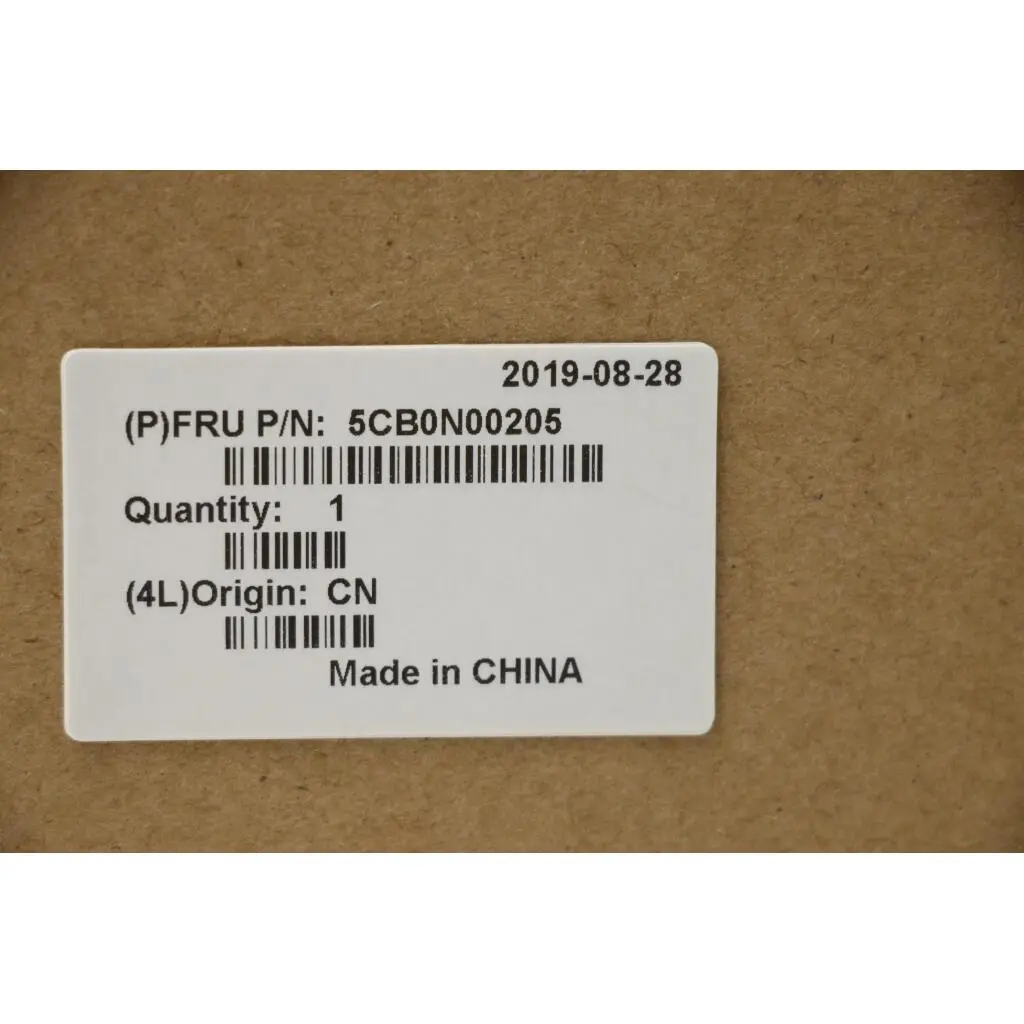 2019-08-28
(P)FRU P/N: 5CB0N00205
Quantity: 1
(4L)Origin: CN
Made in CHINA